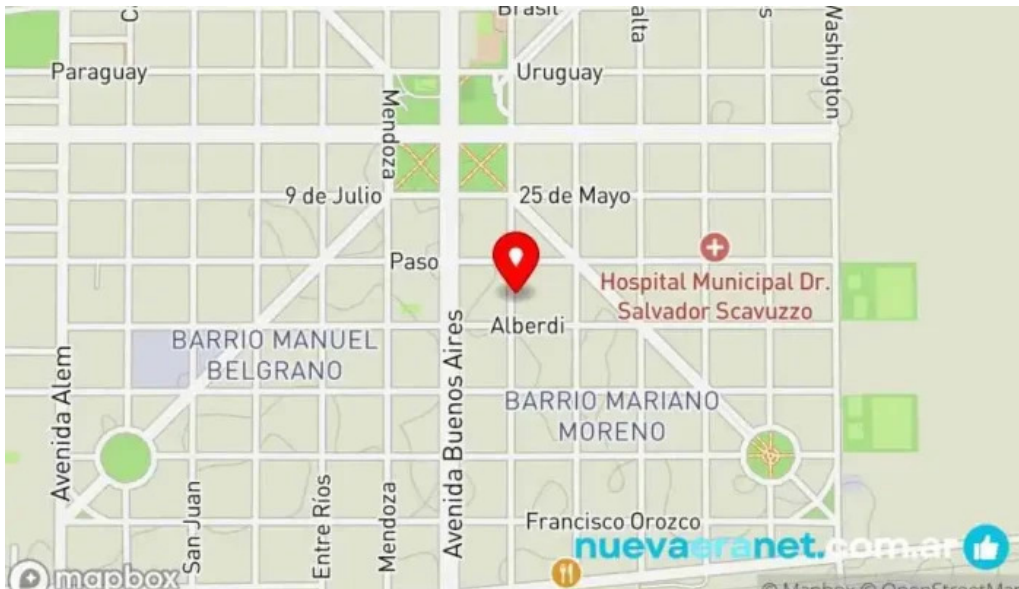 Brasil
Paraguay
Uruguay
Washington
Mendoza
9 de Julio
25 de Mayo
Paso
Hospital Municipal Dr.
Salvador Scavuzzo
Alberdi
BARRIO MANUEL
BELGRANO
Avenida Alem
Avenida Buenos Aires
BARRIO MARIANO
MORENO
San Juan
Entre Ríos
Mendoza
Francisco Orozco
nuevaeranet.com.ar
mapbox
© Mapbox © OpenStreetMap